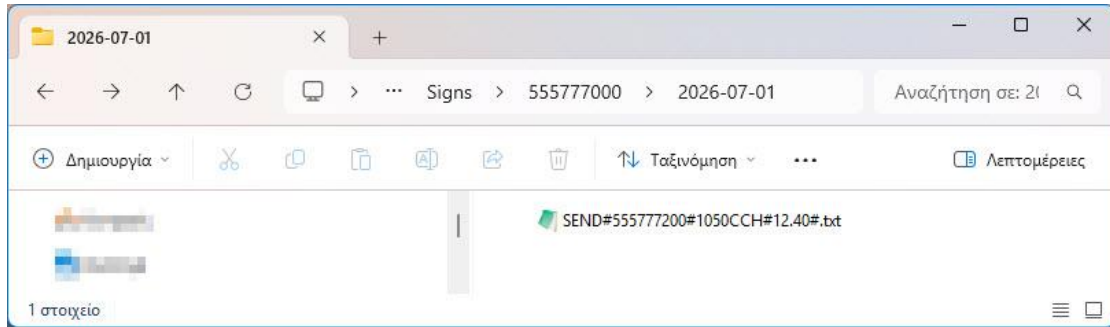 2026-07-01
Signs > 555777000 > 2026-07-01
Αναζήτηση σε: 2(
Δημιουργία
Ταξινόμηση
Λεπτομέρειες
SEND#555777200#1050CCH#12.40#.txt
1 στοιχείο